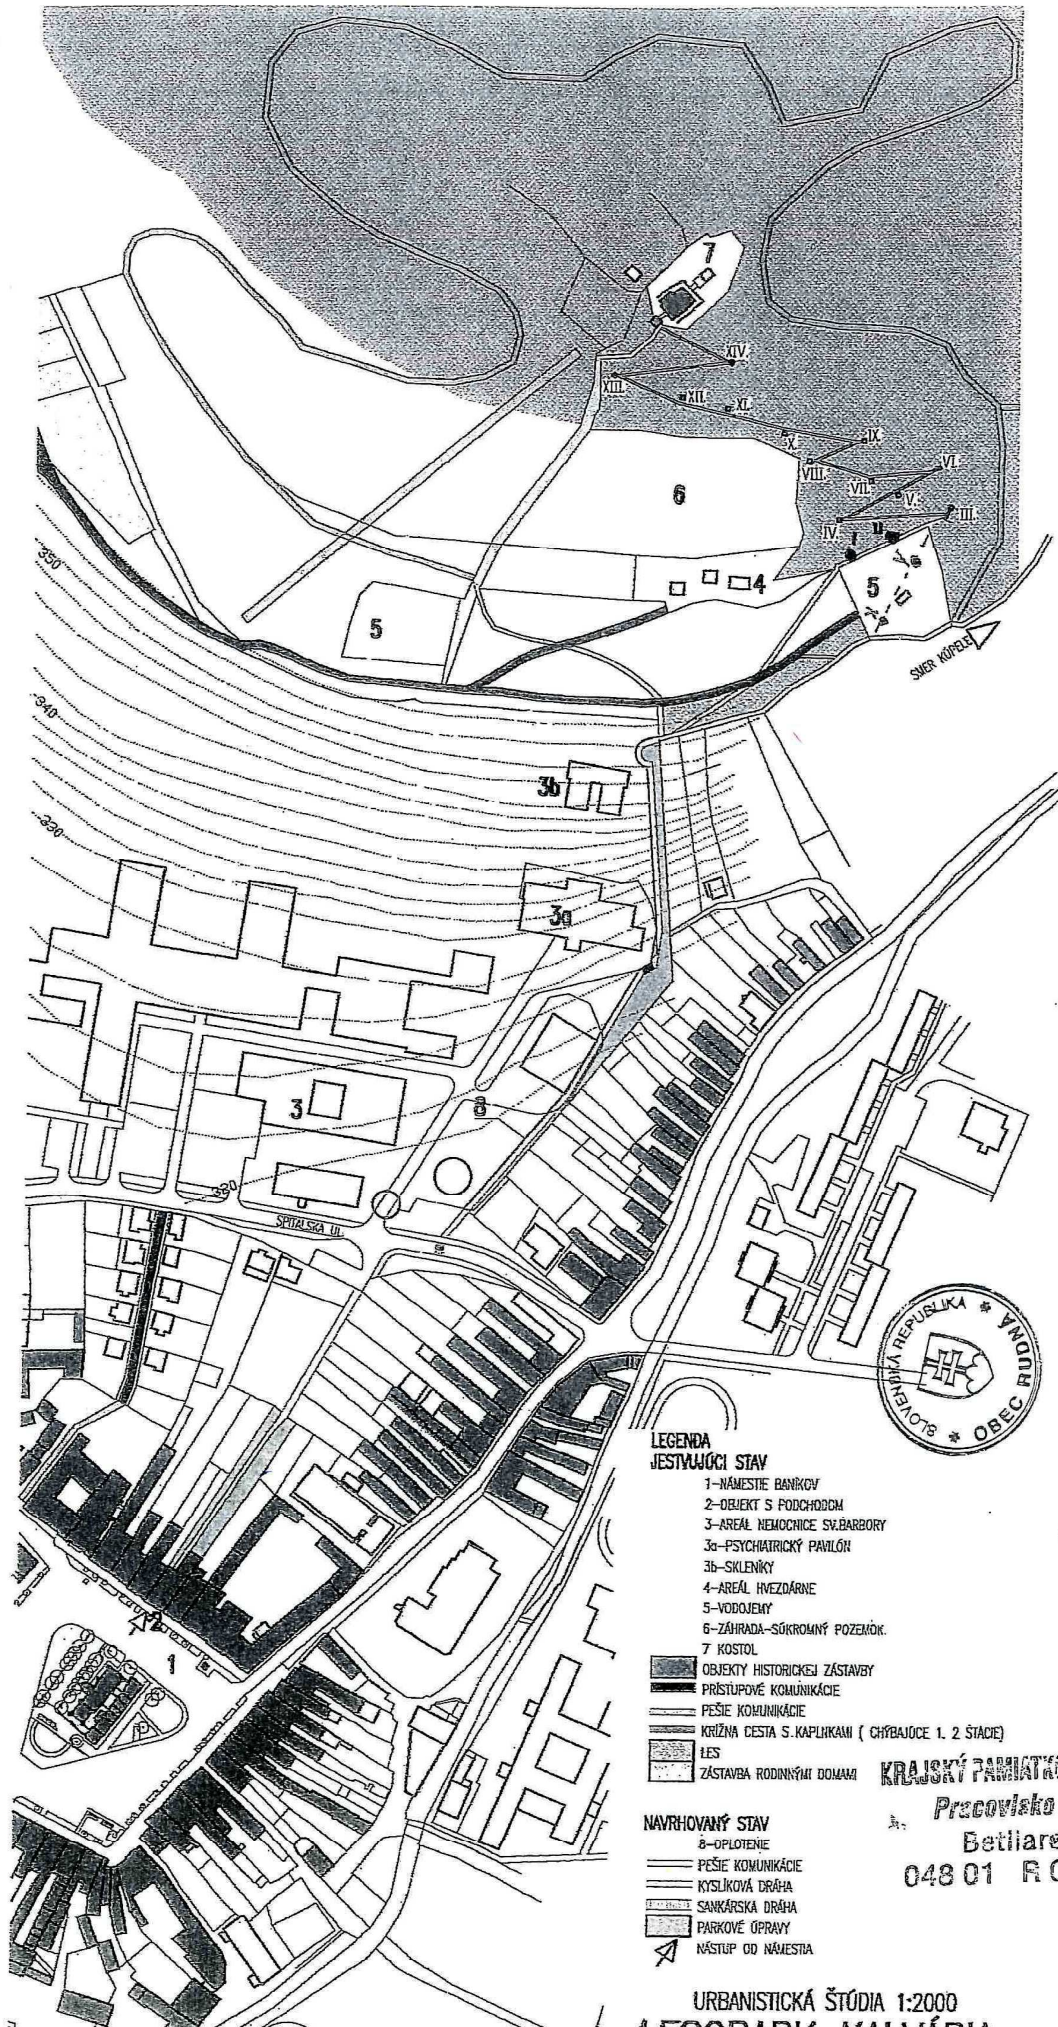 7
XIV.
XIII.
XII.
XI.
X.
IX.
VIII.
VI.
VII.
V.
6
III.
IV.
II
I
350
4
5
5
SMER KÚPELE
340
3b
330
3a
3
8
320
ŠPITÁLSKA UL.
SLOVENSKÁ REPUBLIKA
* OBEC RUDNÁ *
2
1
LEGENDA
JESTVUJÚCI STAV
1-NÁMESTIE BANÍKOV
2-OBJEKT S PODCHODOM
3-AREÁL NEMOCNICE SV.BARBORY
3a-PSYCHIATRICKÝ PAVILÓN
3b-SKLENÍKY
4-AREÁL HVEZDÁRNE
5-VODOJEMY
6-ZÁHRADA-SÚKROMNÝ POZEMOK.
7 KOSTOL
OBJEKTY HISTORICKEJ ZÁSTAVBY
PRÍSTUPOVÉ KOMUNIKÁCIE
PEŠIE KOMUNIKÁCIE
KRÍŽNA CESTA S.KAPLNKAMI ( CHÝBAJÚCE 1. 2 ŠTÁCIE)
LES
ZÁSTAVBA RODINNÝMI DOMAMI
KRAJSKÝ
Pracovisko
Betliars
048 01 R
NAVRHOVANÝ STAV
8-OPLOTENIE
PEŠIE KOMUNIKÁCIE
KYSLÍKOVÁ DRÁHA
SANKÁRSKA DRÁHA
PARKOVÉ ÚPRAVY
NÁSTUP OD NÁMESTIA
URBANISTICKÁ ŠTÚDIA 1:2000